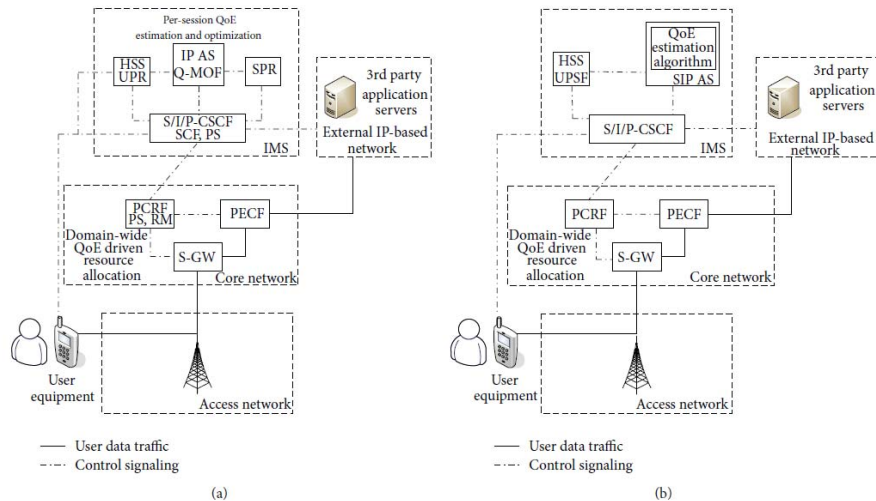 Per-session QoE
estimation and optimization
HSS
UPR
IP AS
Q-MOF
SPR
S/I/P-CSCF
SCF, PS
IMS
3rd party
application
servers
External IP-based
network
PCRF
PS, RM
PECF
Domain-wide
QoE driven
resource
allocation
S-GW
Core network
User
equipment
Access network
User data traffic
Control signaling
(a)
HSS
UPSF
QoE
estimation
algorithm
SIP AS
S/I/P-CSCF
IMS
3rd party
application
servers
External IP-based
network
PCRF
PECF
Domain-wide
QoE driven
resource
allocation
S-GW
Core network
User
equipment
Access network
User data traffic
Control signaling
(b)